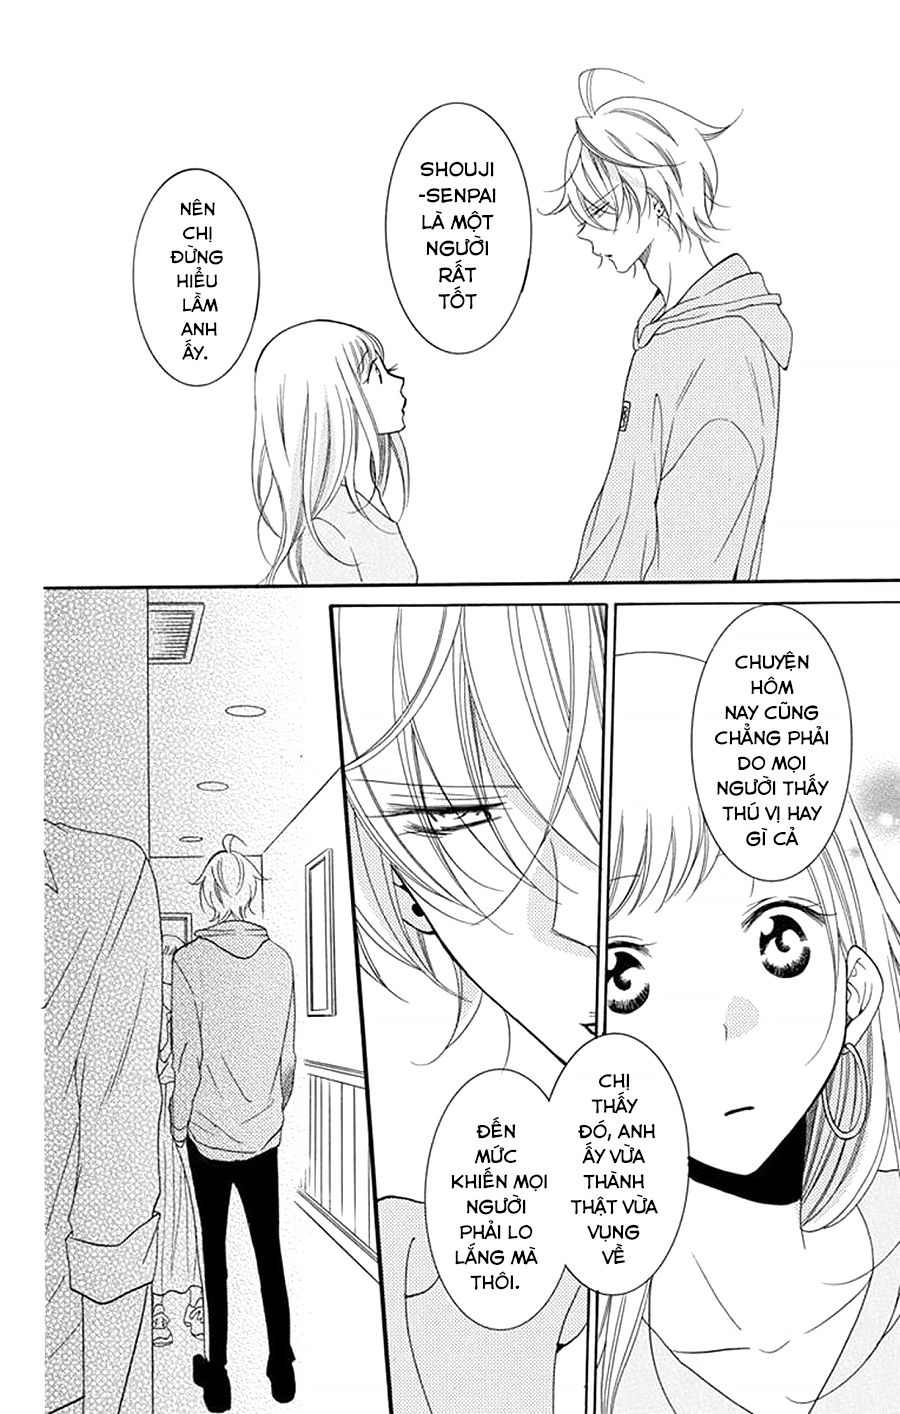 SHOUJI
-SENPAI
LÀ MỘT
NGƯỜI
RẤT
TỐT
NÊN
CHỊ
ĐỪNG
HIỂU
LẦM
ANH
ẤY.
CHUYỆN
HÔM
NAY CŨNG
CHẲNG PHẢI
DO MỌI
NGƯỜI THẤY
THÚ VỊ HAY
GÌ CẢ
CHỊ
THẤY
ĐÓ, ANH
ẤY VỪA
THÀNH
THẬT VỪA
VỤNG
VỀ
ĐẾN
MỨC
KHIẾN MỌI
NGƯỜI
PHẢI LO
LẮNG MÀ
THÔI.